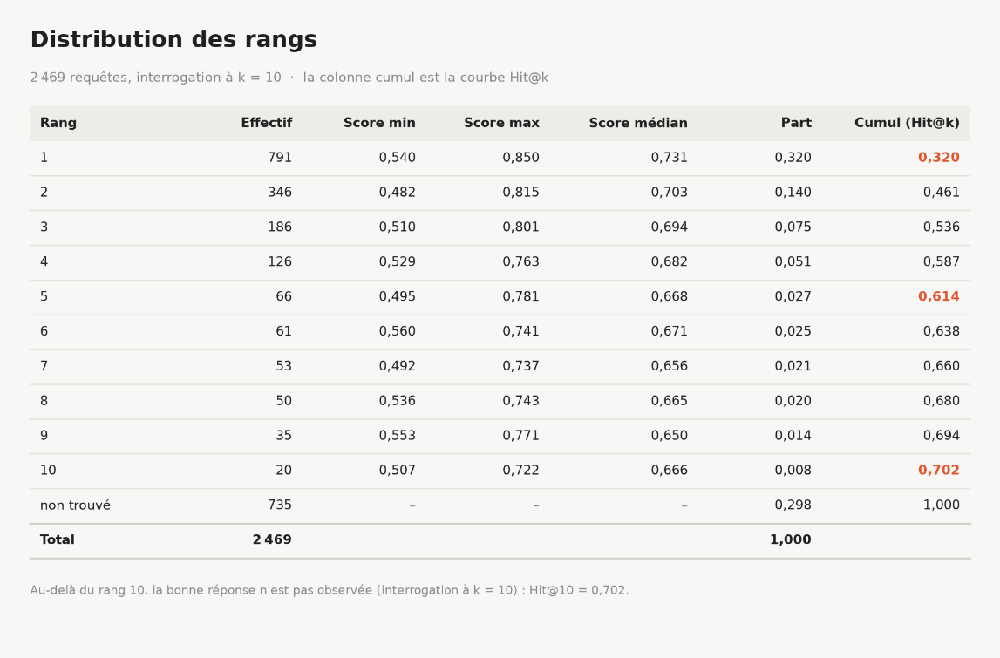 Distribution des rangs
2 469 requêtes, interrogation à k = 10 · la colonne cumul est la courbe Hit@k
Rang Effectif Score min Score max Score médian Part Cumul (Hit@k)
1 791 0,540 0,850 0,731 0,320 0,320
2 346 0,482 0,815 0,703 0,140 0,461
3 186 0,510 0,801 0,694 0,075 0,536
4 126 0,529 0,763 0,682 0,051 0,587
5 66 0,495 0,781 0,668 0,027 0,614
6 61 0,560 0,741 0,671 0,025 0,638
7 53 0,492 0,737 0,656 0,021 0,660
8 50 0,536 0,743 0,665 0,020 0,680
9 35 0,553 0,771 0,650 0,014 0,694
10 20 0,507 0,722 0,666 0,008 0,702
non trouvé 735 – – – 0,298 1,000
Total 2 469 1,000
Au-delà du rang 10, la bonne réponse n'est pas observée (interrogation à k = 10) : Hit@10 = 0,702.